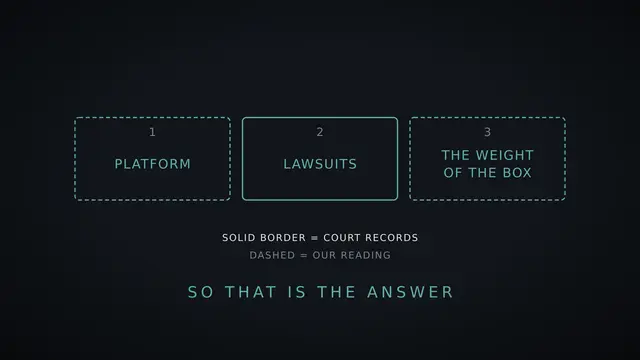 1
PLATFORM
2
LAWSUITS
3
THE WEIGHT
OF THE BOX
SOLID BORDER = COURT RECORDS
DASHED = OUR READING
SO THAT IS THE ANSWER